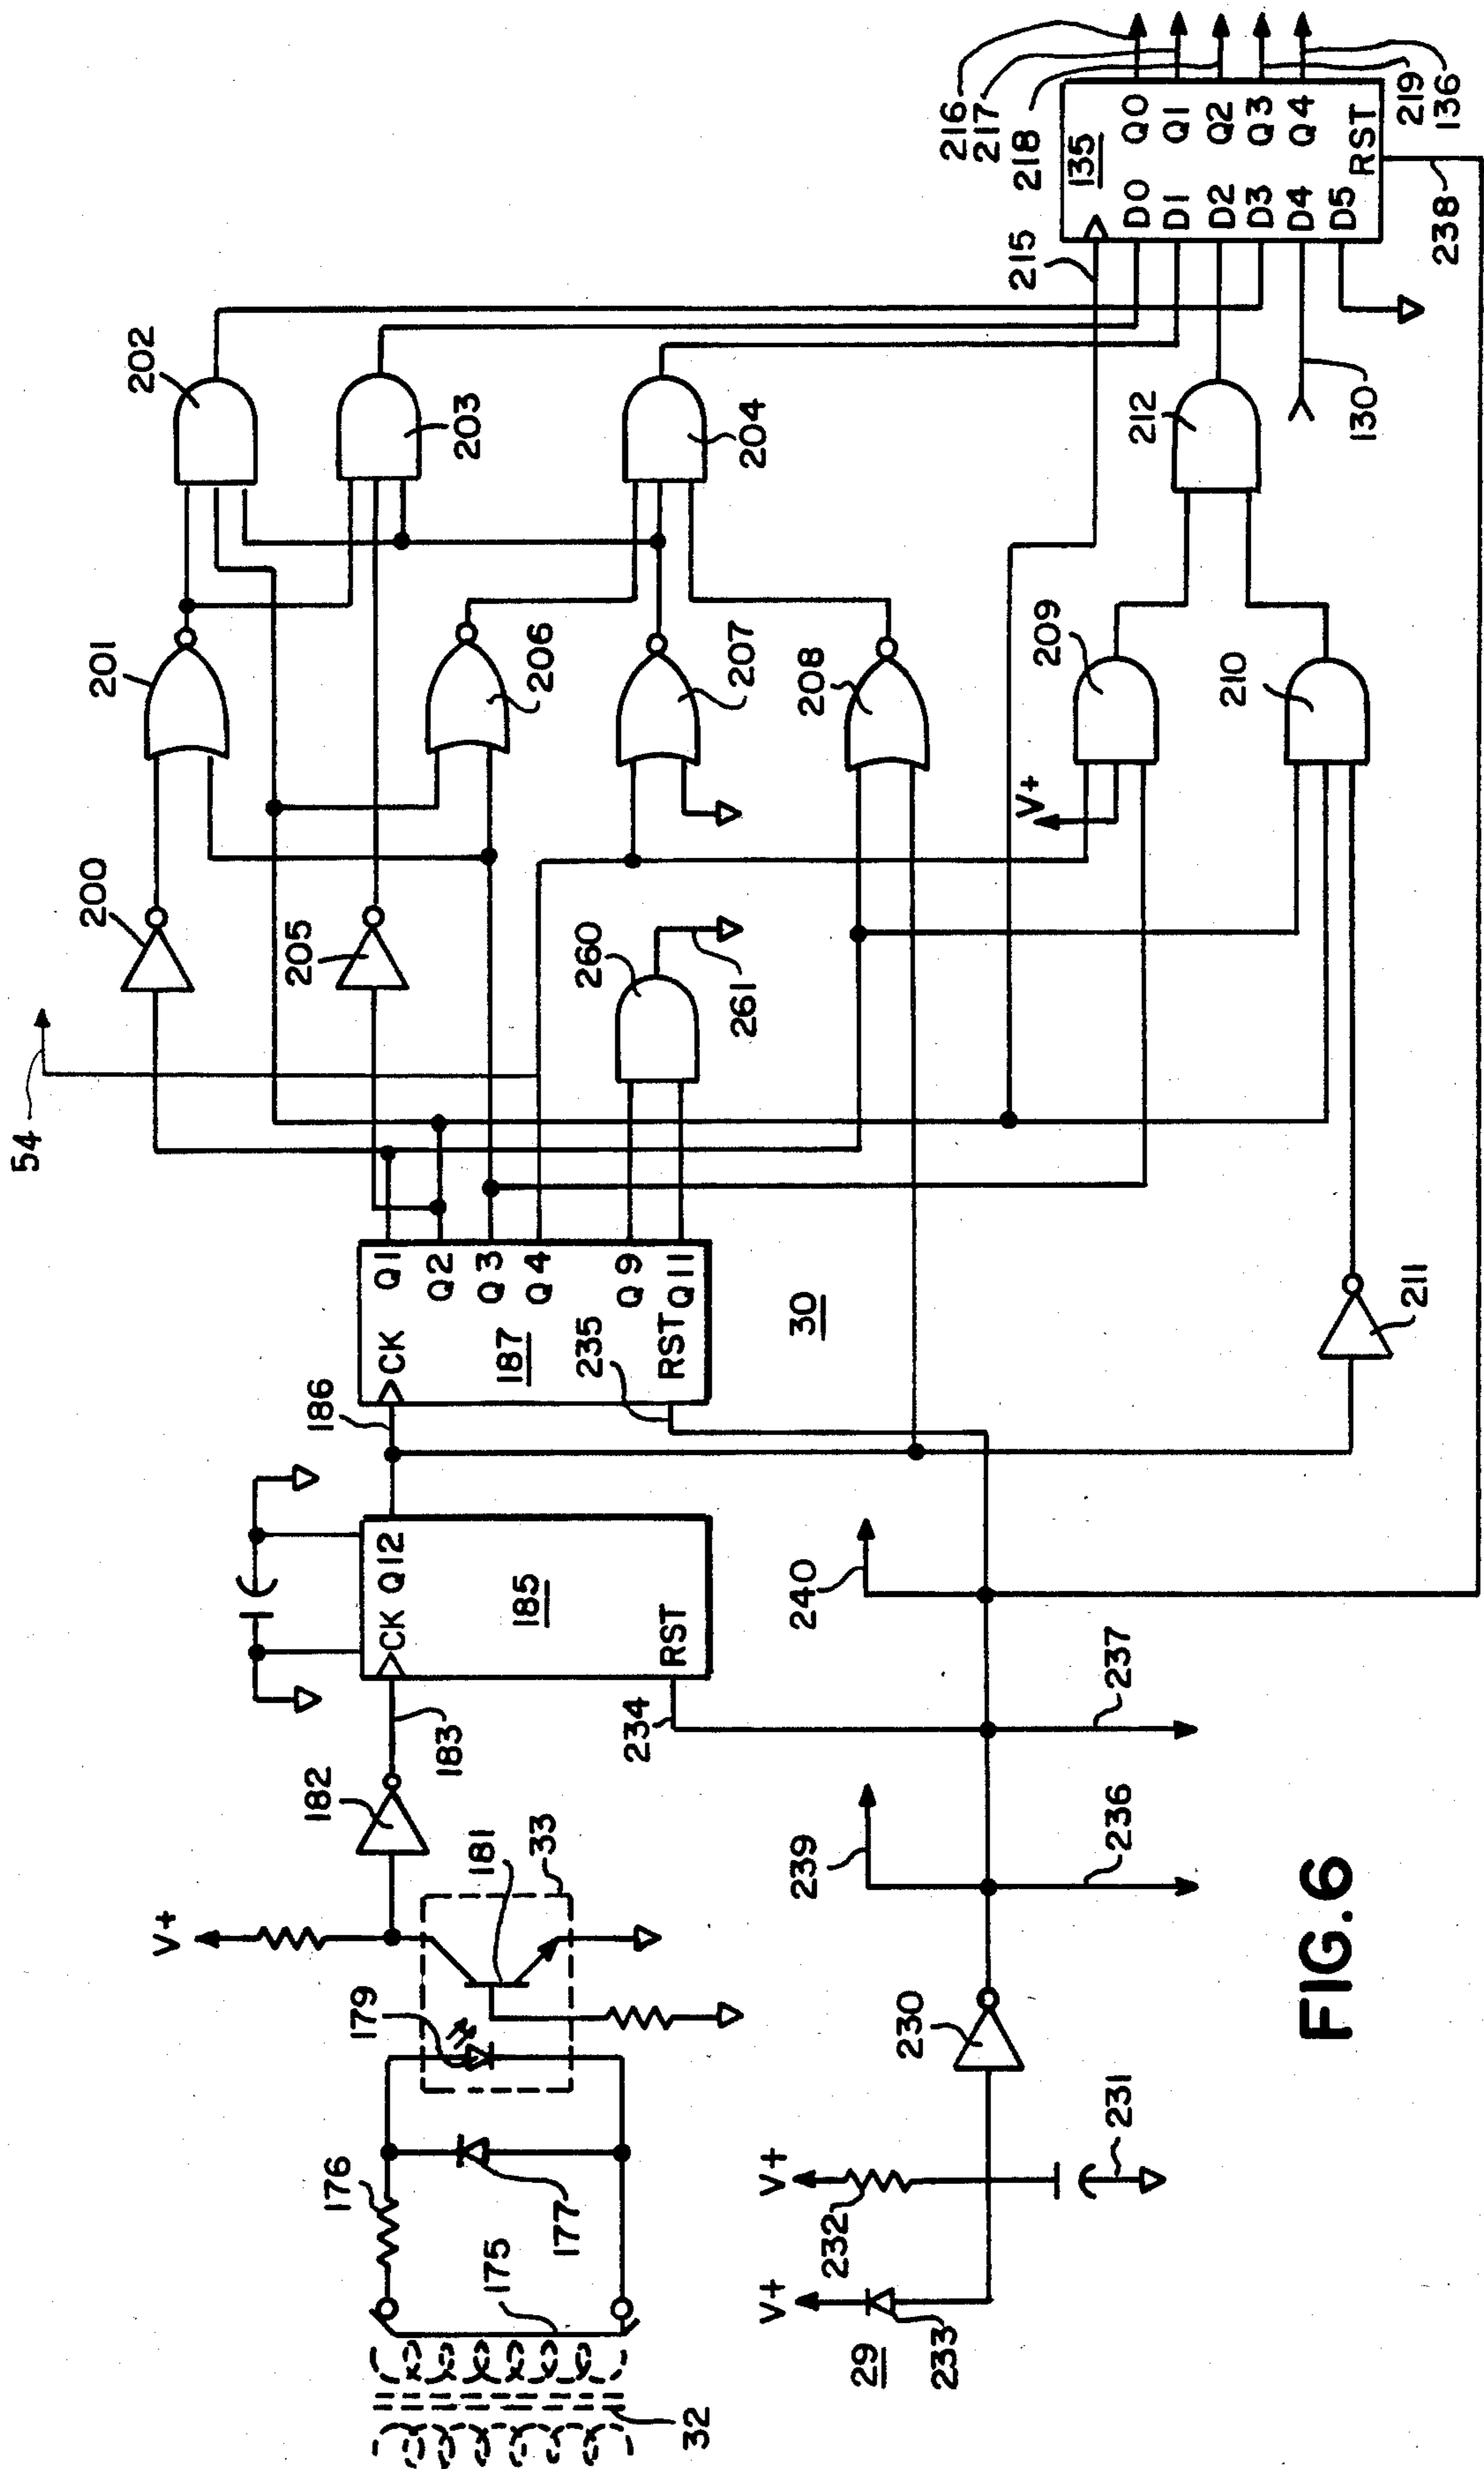 54
200
201
202
205
203
206
207
208
204
260
261
209
210
212
V+
215
216
217
218
219
136
135
D0 Q0
D1 Q1
D2 Q2
D3 Q3
D4 Q4
D5
RST
238
130
211
32
175
176
177
179
V+
181
33
182
183
CK Q12
185
RST
234
186
CK
187
RST
235
Q1
Q2
Q3
Q4
Q9
Q11
30
29
V+
233
V+
232
231
230
239
236
237
240
FIG.6